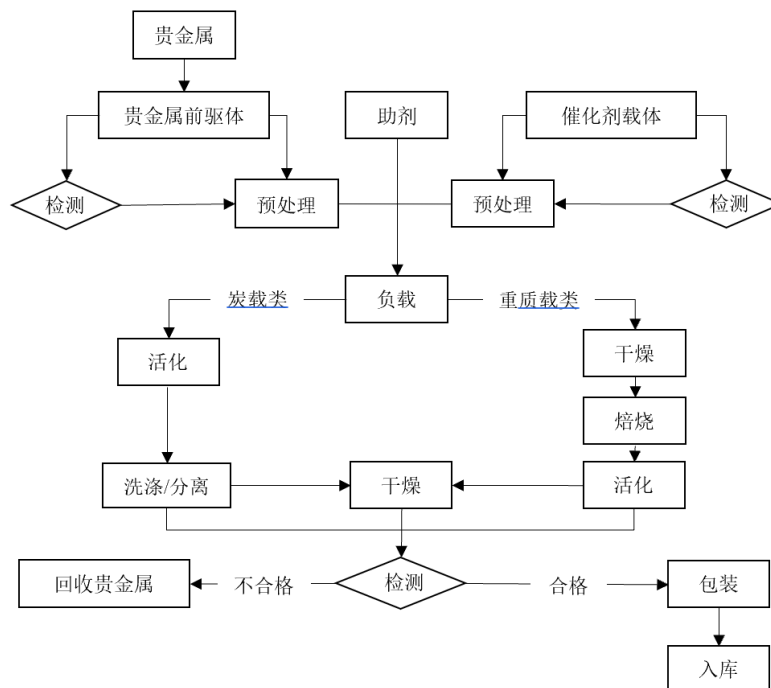 贵金属
贵金属前驱体
助剂
催化剂载体
检测
预处理
预处理
检测
炭载类
负载
重质载类
活化
干燥
焙烧
洗涤/分离
干燥
活化
回收贵金属
不合格
检测
合格
包装
入库